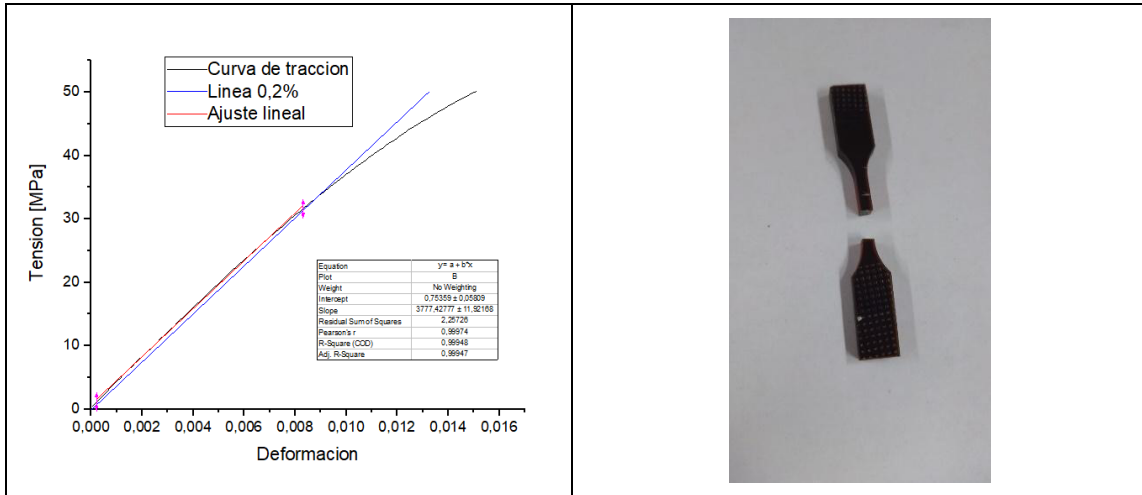 Curva de traccion
Linea 0,2%
Ajuste lineal
50
40
30
20
10
0
Tension [MPa]
Equation y= a + b*x
Plot B
Weight No Weighting
Intercept 0,75359 ± 0,05809
Slope 3777,42777 ± 11,92168
Residual Sum of Squares 2,25726
Pearson's r 0,99974
R-Square (COD) 0,99948
Adj. R-Square 0,99947
0,000 0,002 0,004 0,006 0,008 0,010 0,012 0,014 0,016
Deformacion